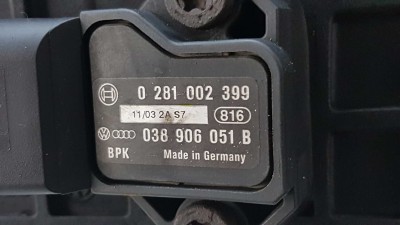 0 281 002 399
11/03 2A S7 816
038 906 051 B
BPK Made in Germany